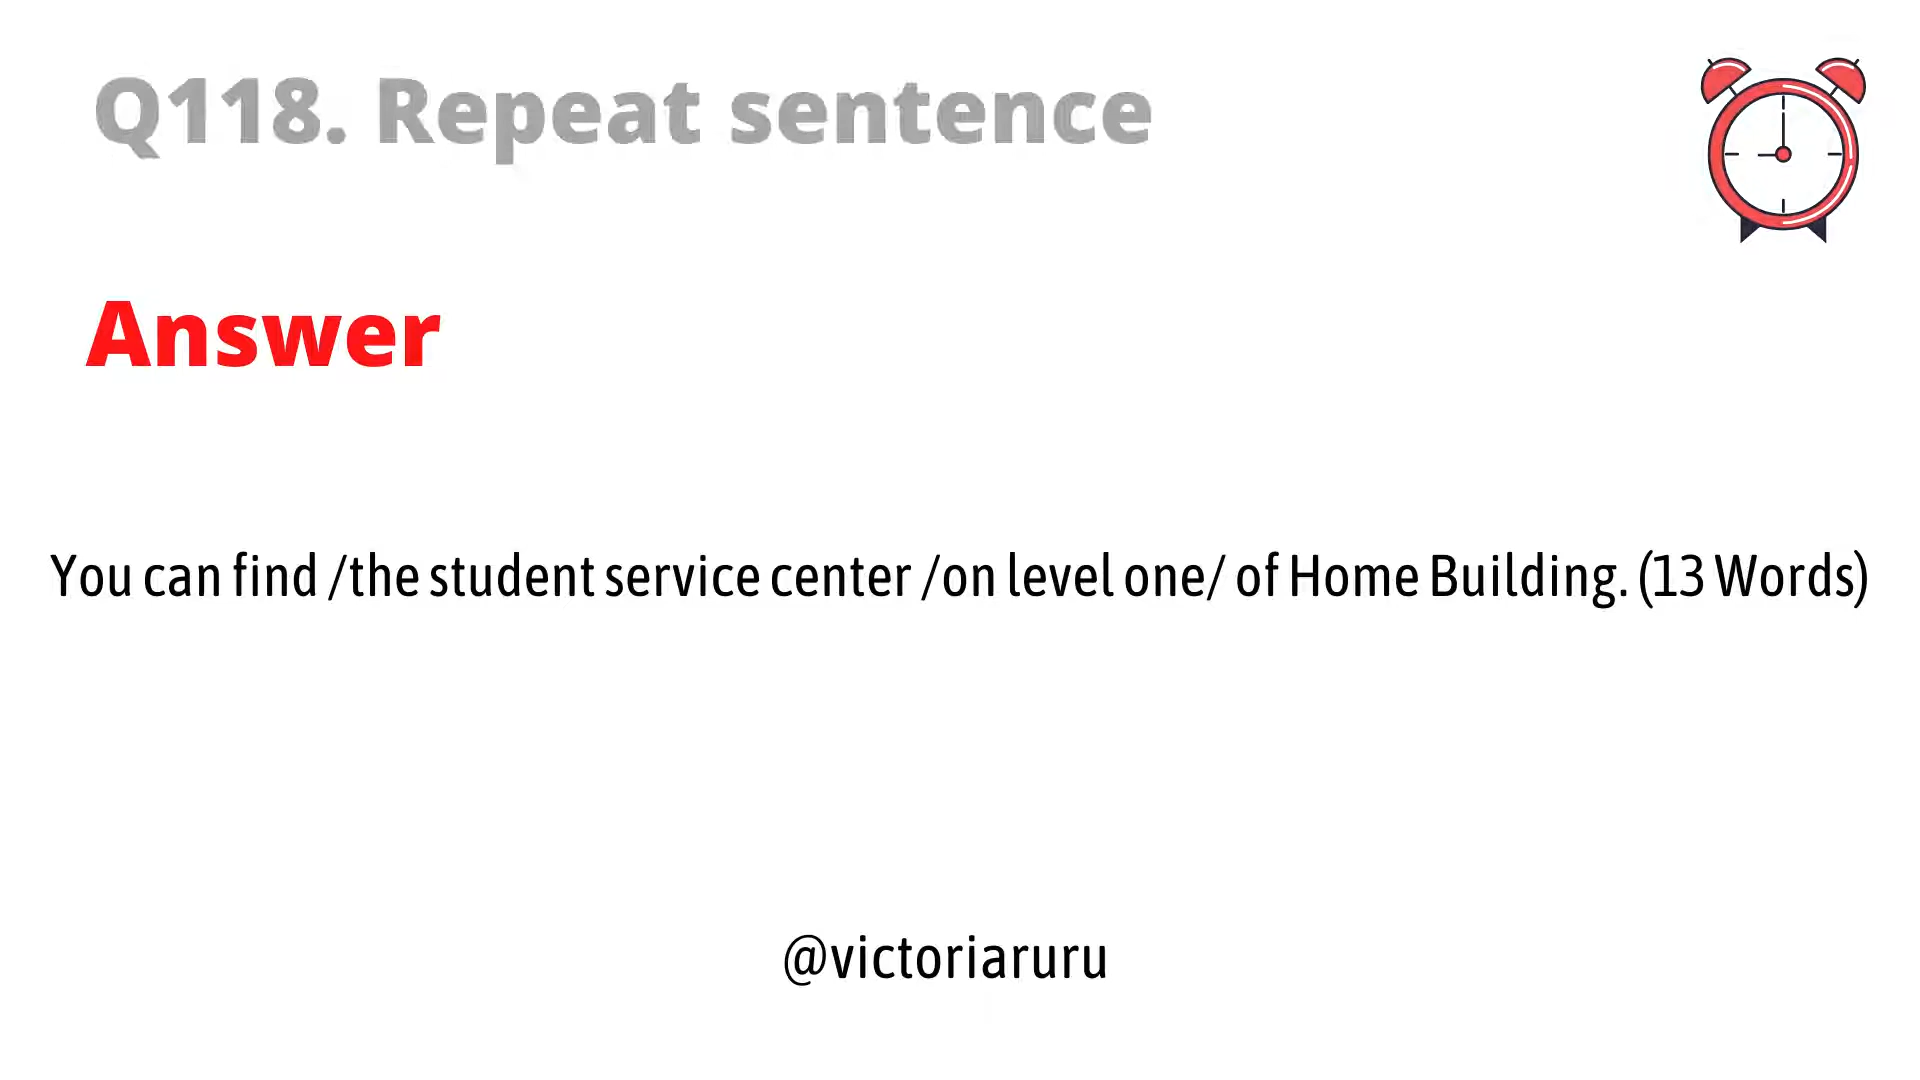 Q118. Repeat sentence
Answer
You can find /the student service center /on level one/ of Home Building. (13 Words)
@victoriaruru